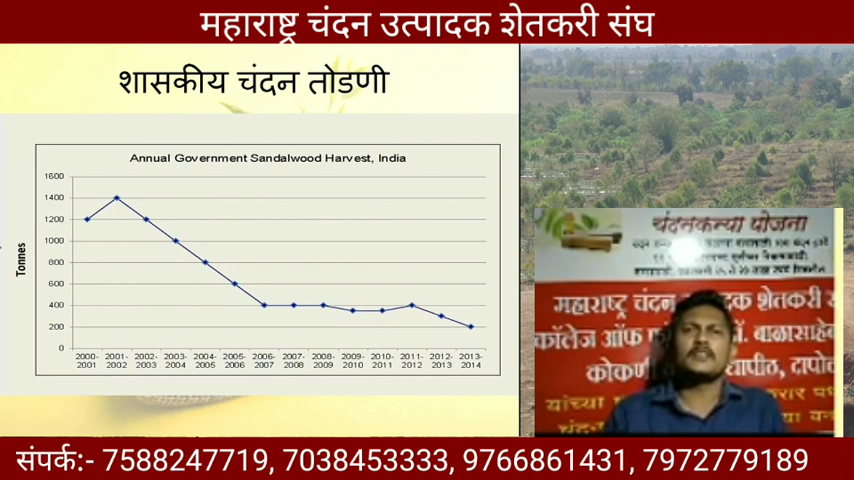 महाराष्ट्र चंदन उत्पादक शेतकरी संघ
शासकीय चंदन तोडणी
Annual Government Sandalwood Harvest, India
Tonnes
1600
1400
1200
1000
800
600
400
200
0
2000-2001 2001-2002 2002-2003 2003-2004 2004-2005 2005-2006 2006-2007 2007-2008 2008-2009 2009-2010 2010-2011 2011-2012 2012-2013 2013-2014
चंदनकन्या योजना
महाराष्ट्र चंदन शेतकरी
कॉलेज ऑफ
कोकण दापो
यांच्या
संपर्क:- 7588247719, 7038453333, 9766861431, 7972779189